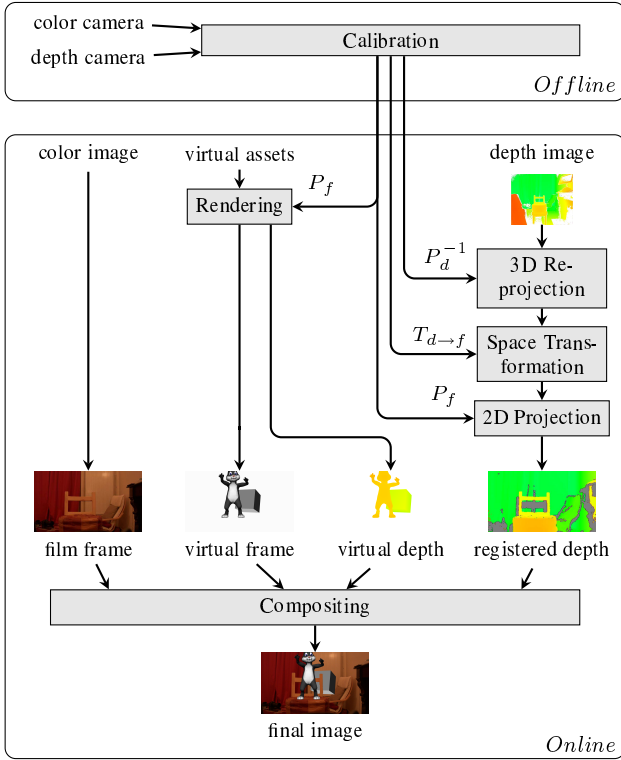 color camera
depth camera
Calibration
Offline
color image
virtual assets
depth image
Rendering
P_f
P_d^{-1}
3D Re-
projection
T_{d→f}
Space Trans-
formation
P_f
2D Projection
film frame
virtual frame
virtual depth
registered depth
Compositing
final image
Online